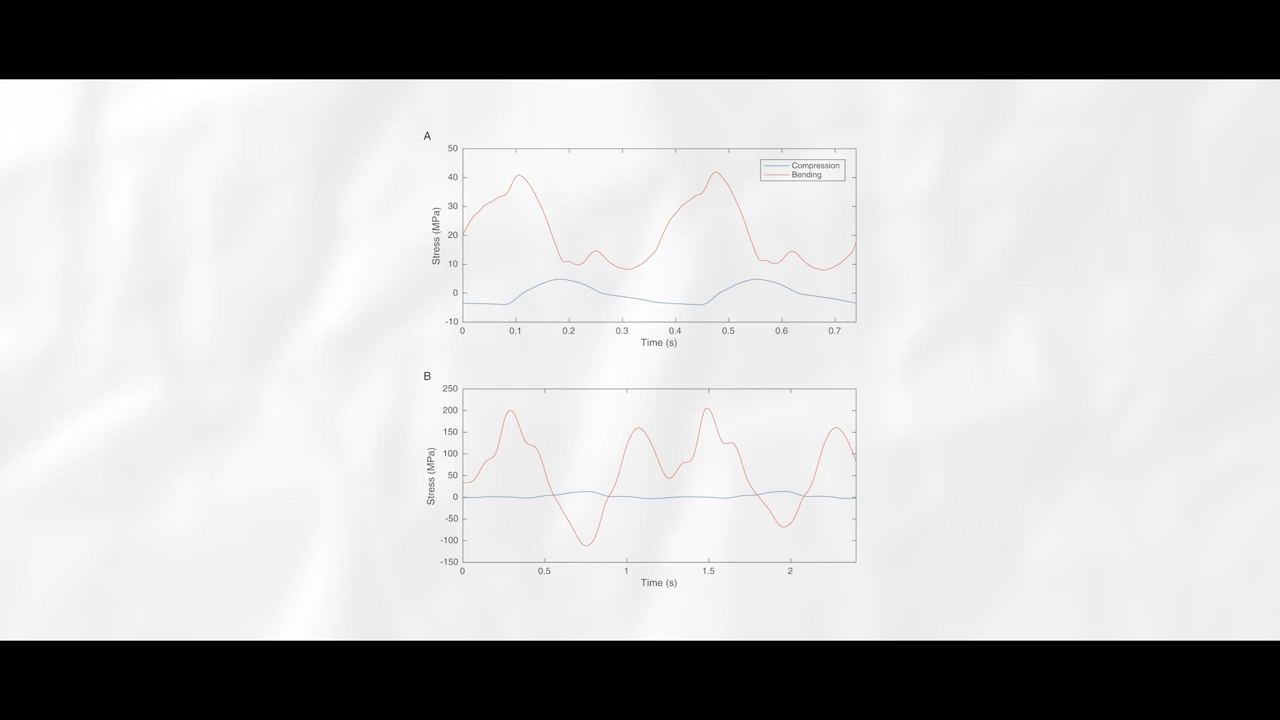 A
50
40
30
20
10
0
-10
Stress (MPa)
Compression
Bending
0 0.1 0.2 0.3 0.4 0.5 0.6 0.7
Time (s)
B
250
200
150
100
50
0
-50
-100
-150
Stress (MPa)
0 0.5 1 1.5 2
Time (s)